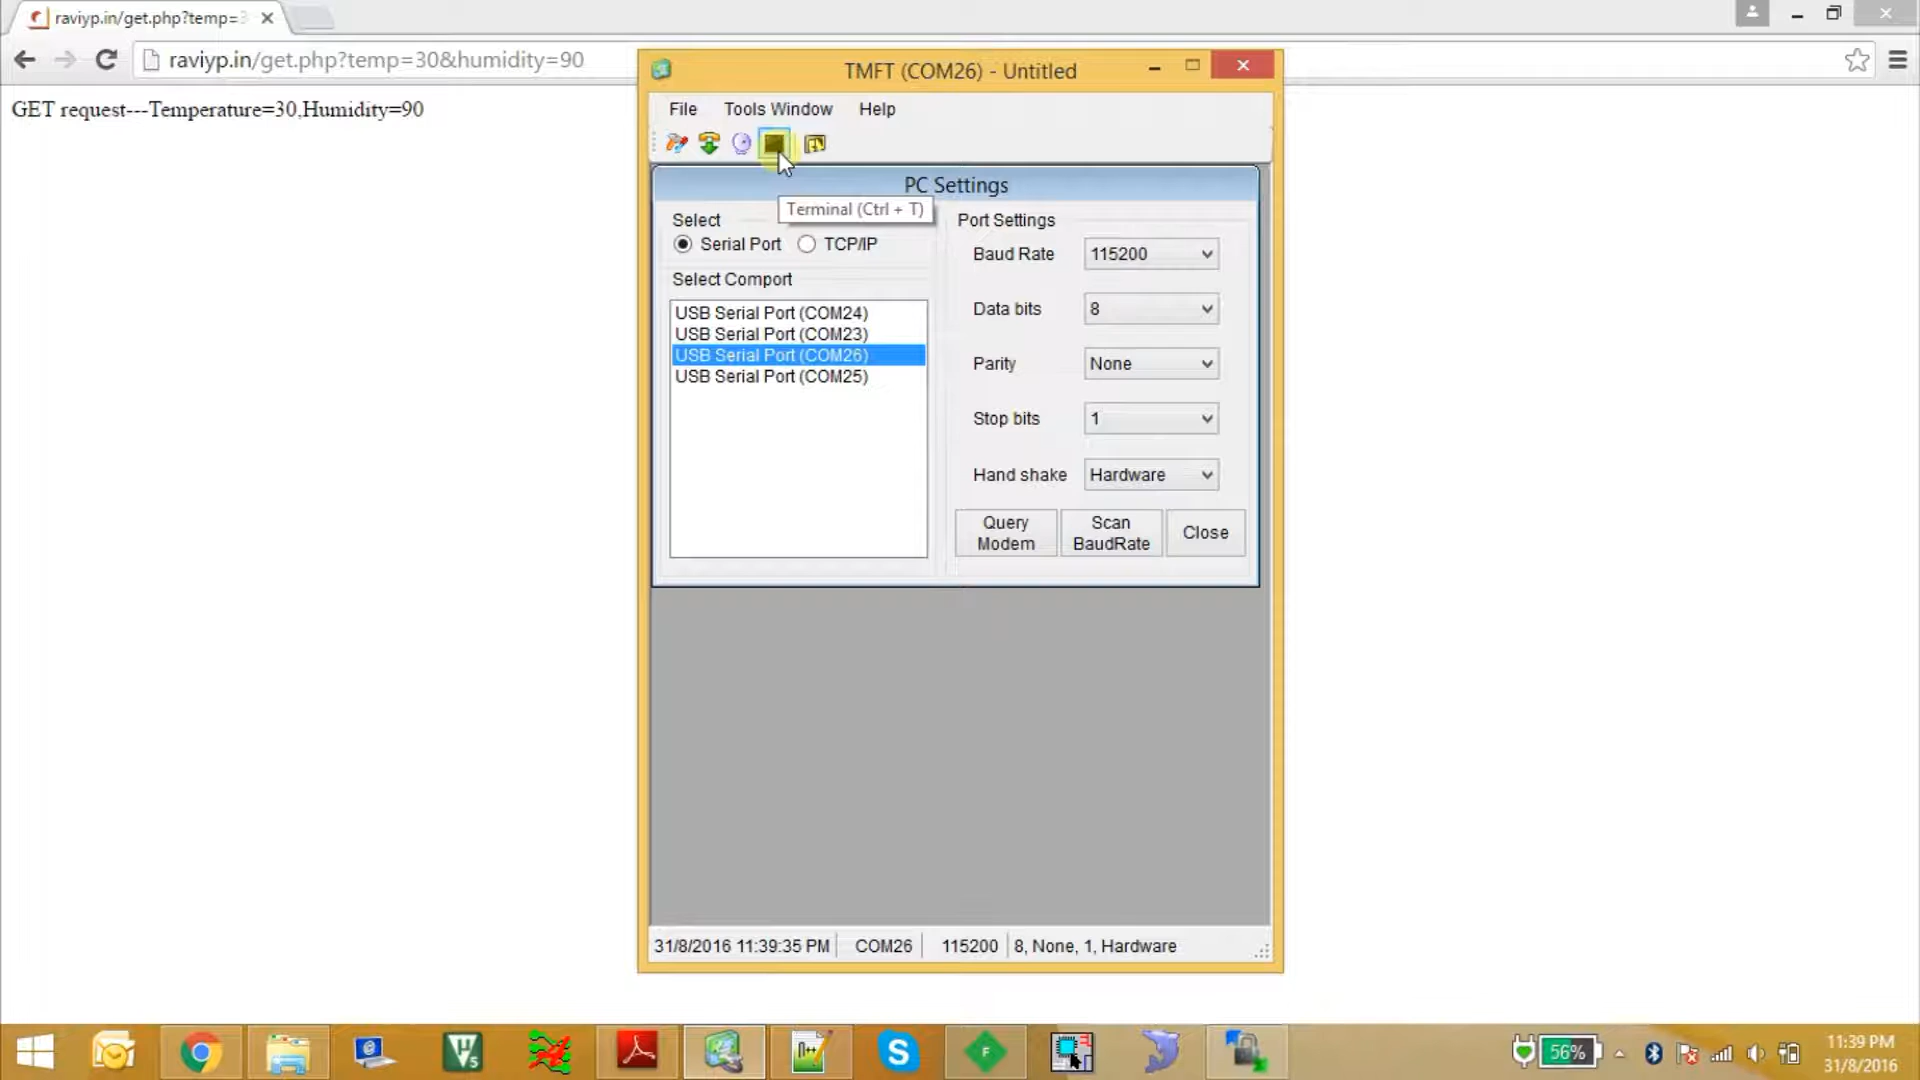 raviyp.in/get.php?temp=3
raviyp.in/get.php?temp=30&humidity=90
GET request---Temperature=30,Humidity=90
TMFT (COM26) - Untitled
File Tools Window Help
PC Settings
Terminal (Ctrl + T)
Select
Serial Port TCP/IP
Select Comport
USB Serial Port (COM24)
USB Serial Port (COM23)
USB Serial Port (COM26)
USB Serial Port (COM25)
Port Settings
Baud Rate 115200
Data bits 8
Parity None
Stop bits 1
Hand shake Hardware
Query Modem
Scan BaudRate
Close
31/8/2016 11:39:35 PM COM26 115200 8, None, 1, Hardware
56%
11:39 PM
31/8/2016